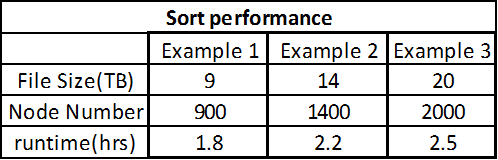 Sort performance
Example 1 Example 2 Example 3
File Size(TB) 9 14 20
Node Number 900 1400 2000
runtime(hrs) 1.8 2.2 2.5